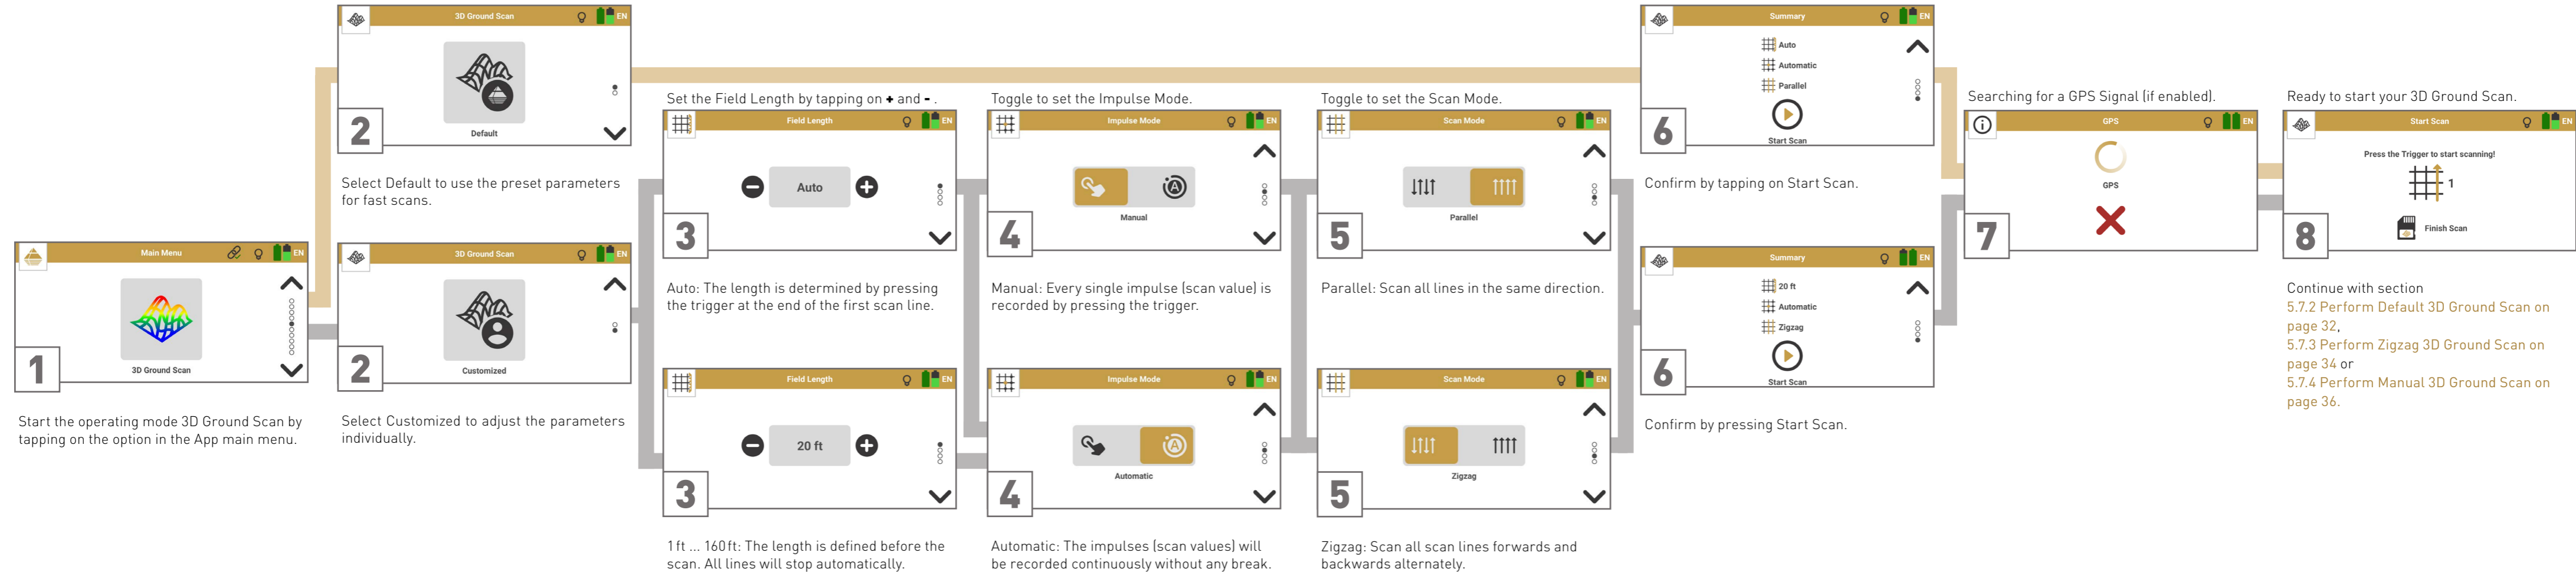 Main Menu
EN
3D Ground Scan
1
Start the operating mode 3D Ground Scan by
tapping on the option in the App main menu.
3D Ground Scan
EN
Default
2
Select Default to use the preset parameters
for fast scans.
3D Ground Scan
EN
Customized
2
Select Customized to adjust the parameters
individually.
Set the Field Length by tapping on + and - .
Field Length
EN
Auto
3
Auto: The length is determined by pressing
the trigger at the end of the first scan line.
Field Length
EN
20 ft
3
1 ft ... 160 ft: The length is defined before the
scan. All lines will stop automatically.
Toggle to set the Impulse Mode.
Impulse Mode
EN
A
Manual
4
Manual: Every single impulse (scan value) is
recorded by pressing the trigger.
Impulse Mode
EN
A
Automatic
4
Automatic: The impulses (scan values) will
be recorded continuously without any break.
Toggle to set the Scan Mode.
Scan Mode
EN
Parallel
5
Parallel: Scan all lines in the same direction.
Scan Mode
EN
Zigzag
5
Zigzag: Scan all scan lines forwards and
backwards alternately.
Summary
EN
Auto
Automatic
Parallel
Start Scan
6
Confirm by tapping on Start Scan.
Summary
EN
20 ft
Automatic
Zigzag
Start Scan
6
Confirm by pressing Start Scan.
Searching for a GPS Signal (if enabled).
GPS
EN
GPS
7
Ready to start your 3D Ground Scan.
Start Scan
EN
Press the Trigger to start scanning!
1
Finish Scan
8
Continue with section
5.7.2 Perform Default 3D Ground Scan on
page 32,
5.7.3 Perform Zigzag 3D Ground Scan on
page 34 or
5.7.4 Perform Manual 3D Ground Scan on
page 36.